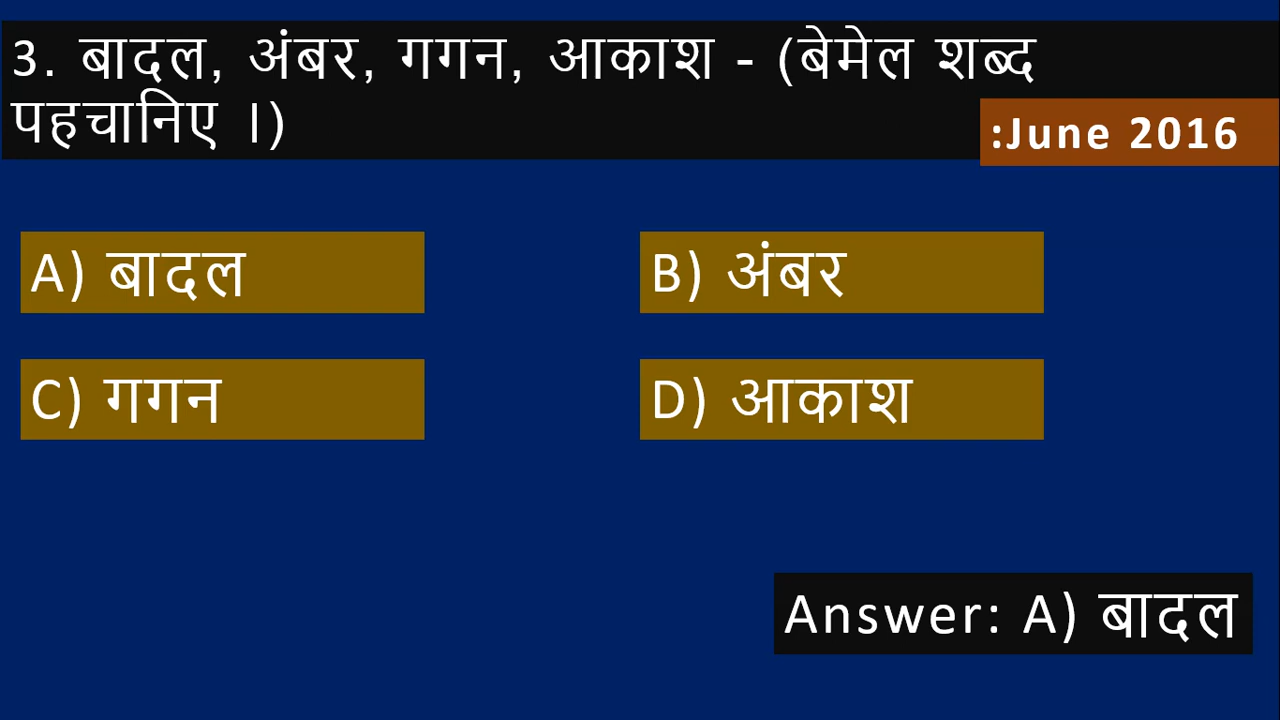 3. बादल, अंबर, गगन, आकाश - (बेमेल शब्द
पहचानिए ।)
:June 2016
A) बादल
B) अंबर
C) गगन
D) आकाश
Answer: A) बादल